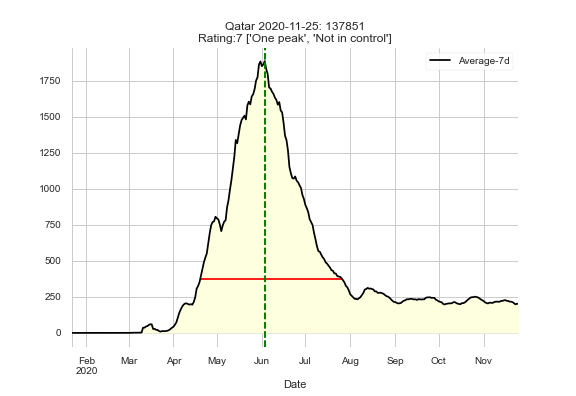 Qatar 2020-11-25: 137851
Rating:7 ['One peak', 'Not in control']
Average-7d
1750
1500
1250
1000
750
500
250
0
Feb Mar Apr May Jun Jul Aug Sep Oct Nov
2020
Date